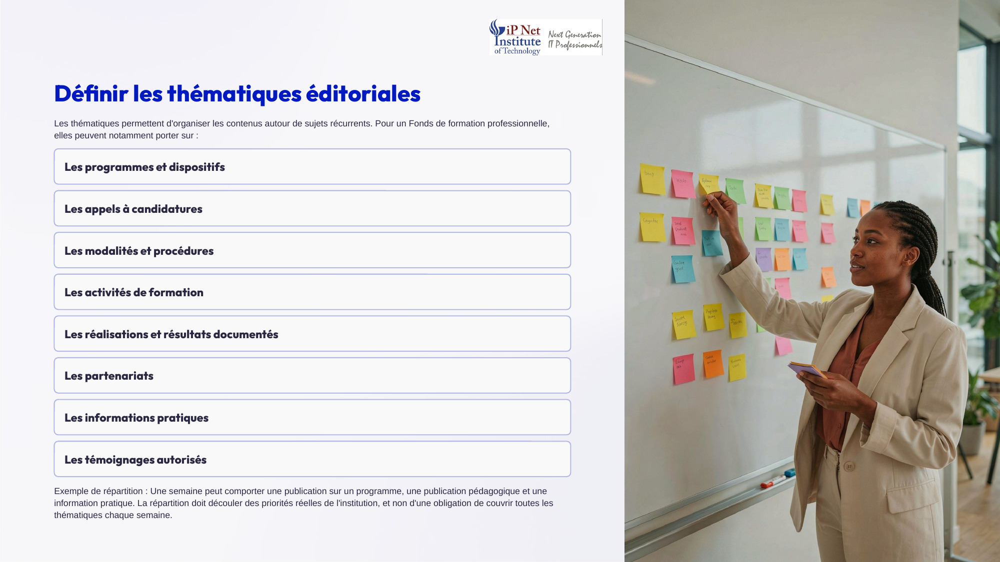 iP Net
Institute
of Technology
Next Generation
IT Professionnels
Définir les thématiques éditoriales
Les thématiques permettent d'organiser les contenus autour de sujets récurrents. Pour un Fonds de formation professionnelle,
elles peuvent notamment porter sur :
Les programmes et dispositifs
Les appels à candidatures
Les modalités et procédures
Les activités de formation
Les réalisations et résultats documentés
Les partenariats
Les informations pratiques
Les témoignages autorisés
Exemple de répartition : Une semaine peut comporter une publication sur un programme, une publication pédagogique et une
information pratique. La répartition doit découler des priorités réelles de l'institution, et non d'une obligation de couvrir toutes les
thématiques chaque semaine.